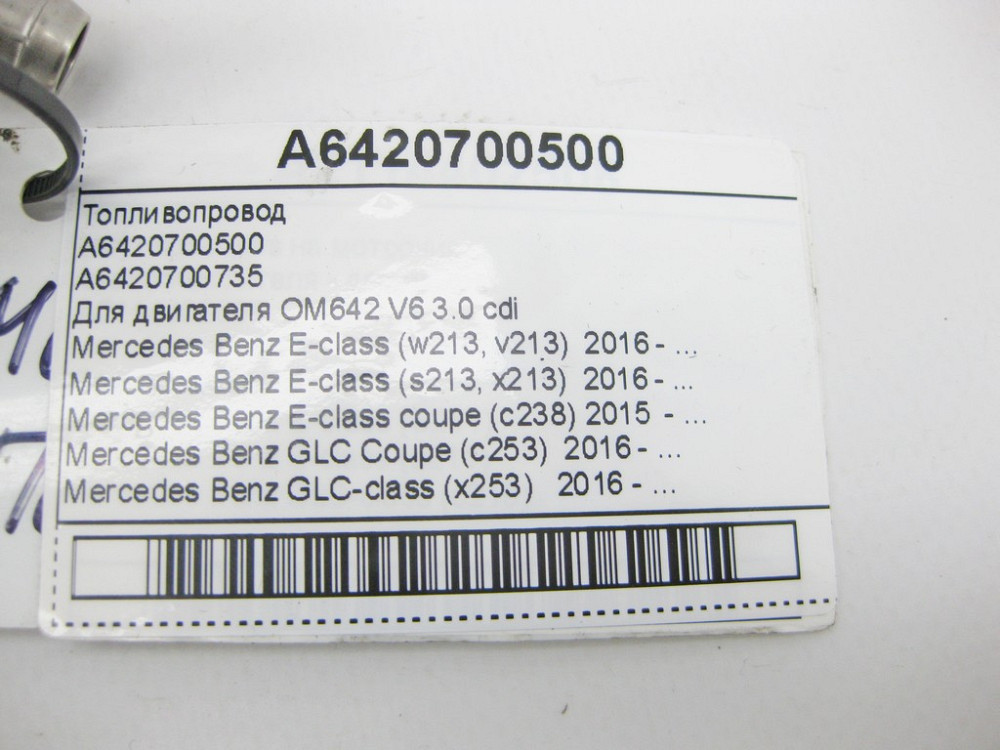 A6420700500
Топливопровод
A6420700500
A6420700735
Для двигателя OM642 V6 3.0 cdi
Mercedes Benz E-class (w213, v213) 2016 - ...
Mercedes Benz E-class (s213, x213) 2016 - ...
Mercedes Benz E-class coupe (c238) 2015 - ...
Mercedes Benz GLC Coupe (c253) 2016 - ...
Mercedes Benz GLC-class (x253) 2016 - ...